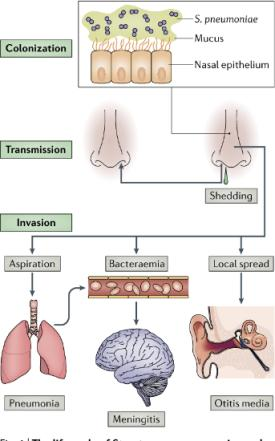 S. pneumoniae
Colonization
Mucus
Nasal epithelium
Transmission
Shedding
Invasion
Aspiration
Bacteraemia
Local spread
Pneumonia
Otitis media
Meningitis